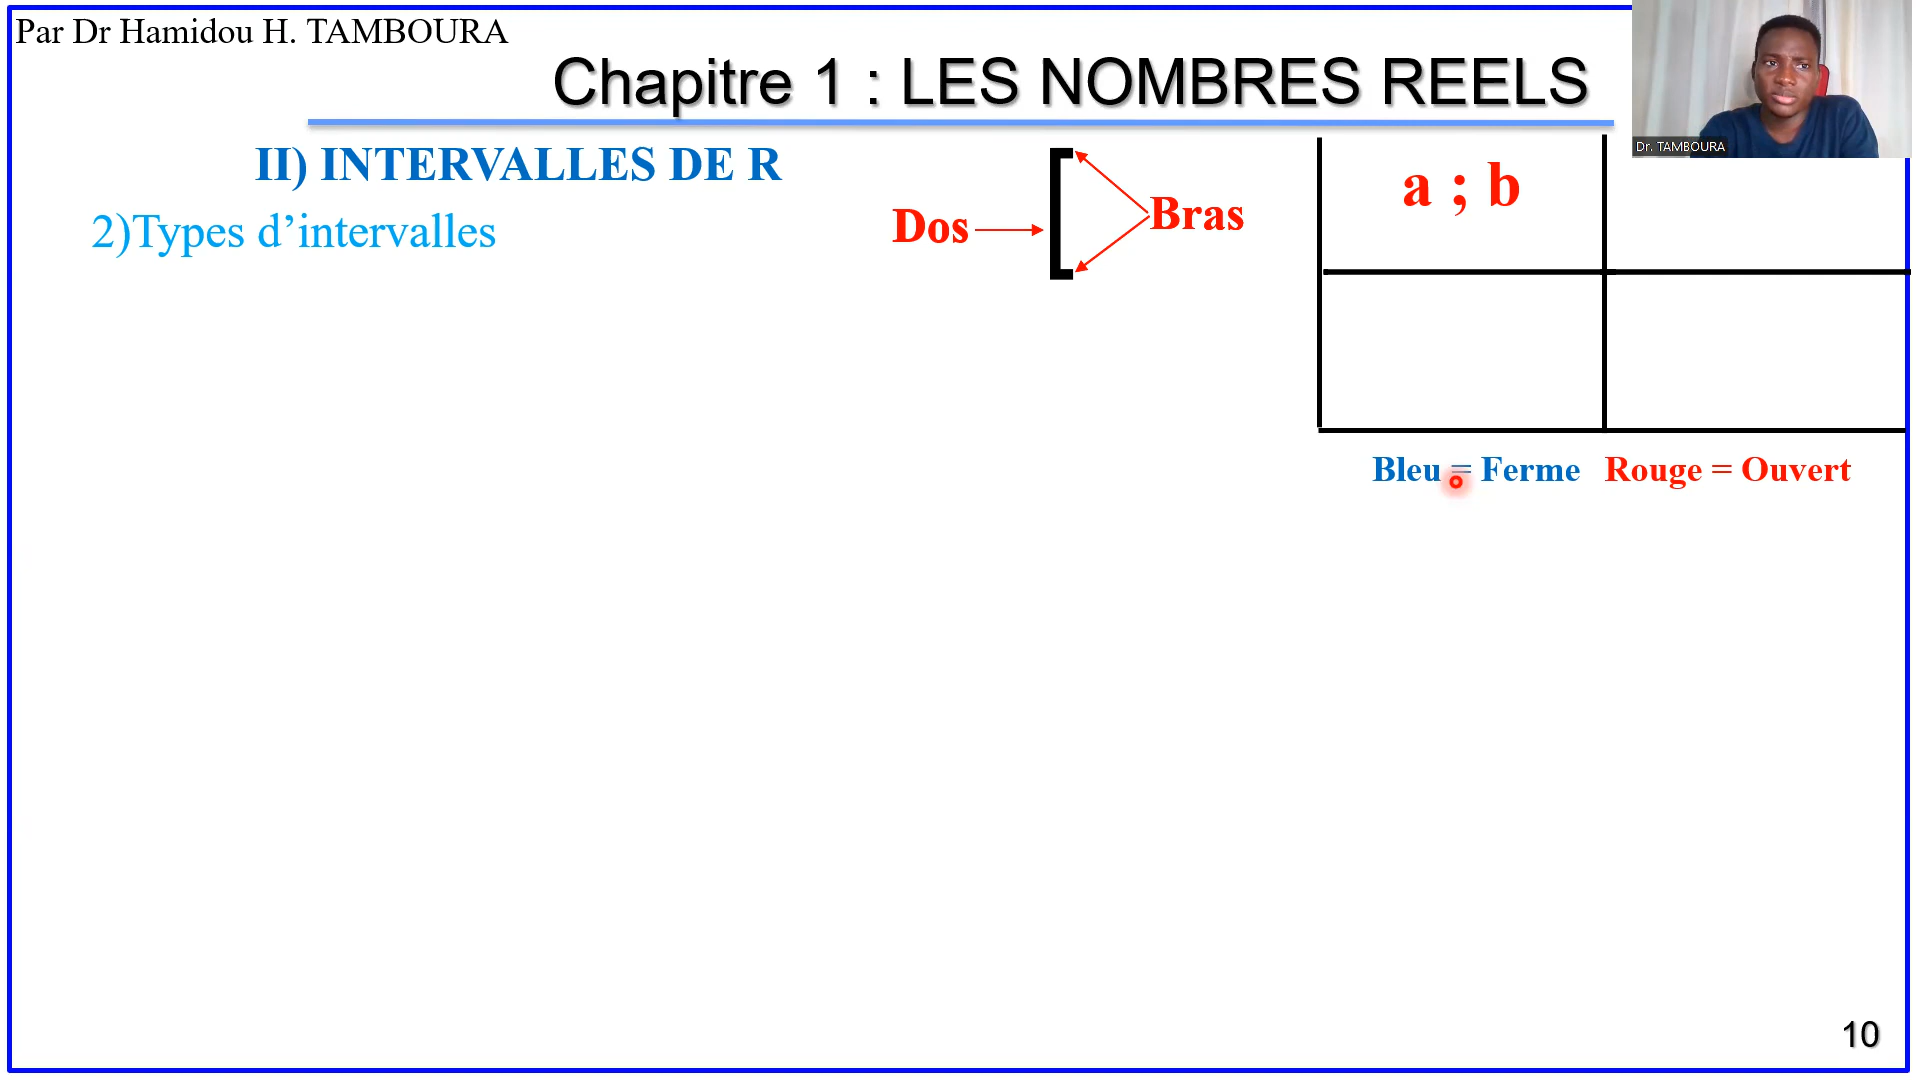 Par Dr Hamidou H. TAMBOURA
Chapitre 1 : LES NOMBRES REELS
Dr. TAMBOURA
II) INTERVALLES DE R
2)Types d’intervalles
Dos
Bras
a ; b
Bleu = Ferme
Rouge = Ouvert
10